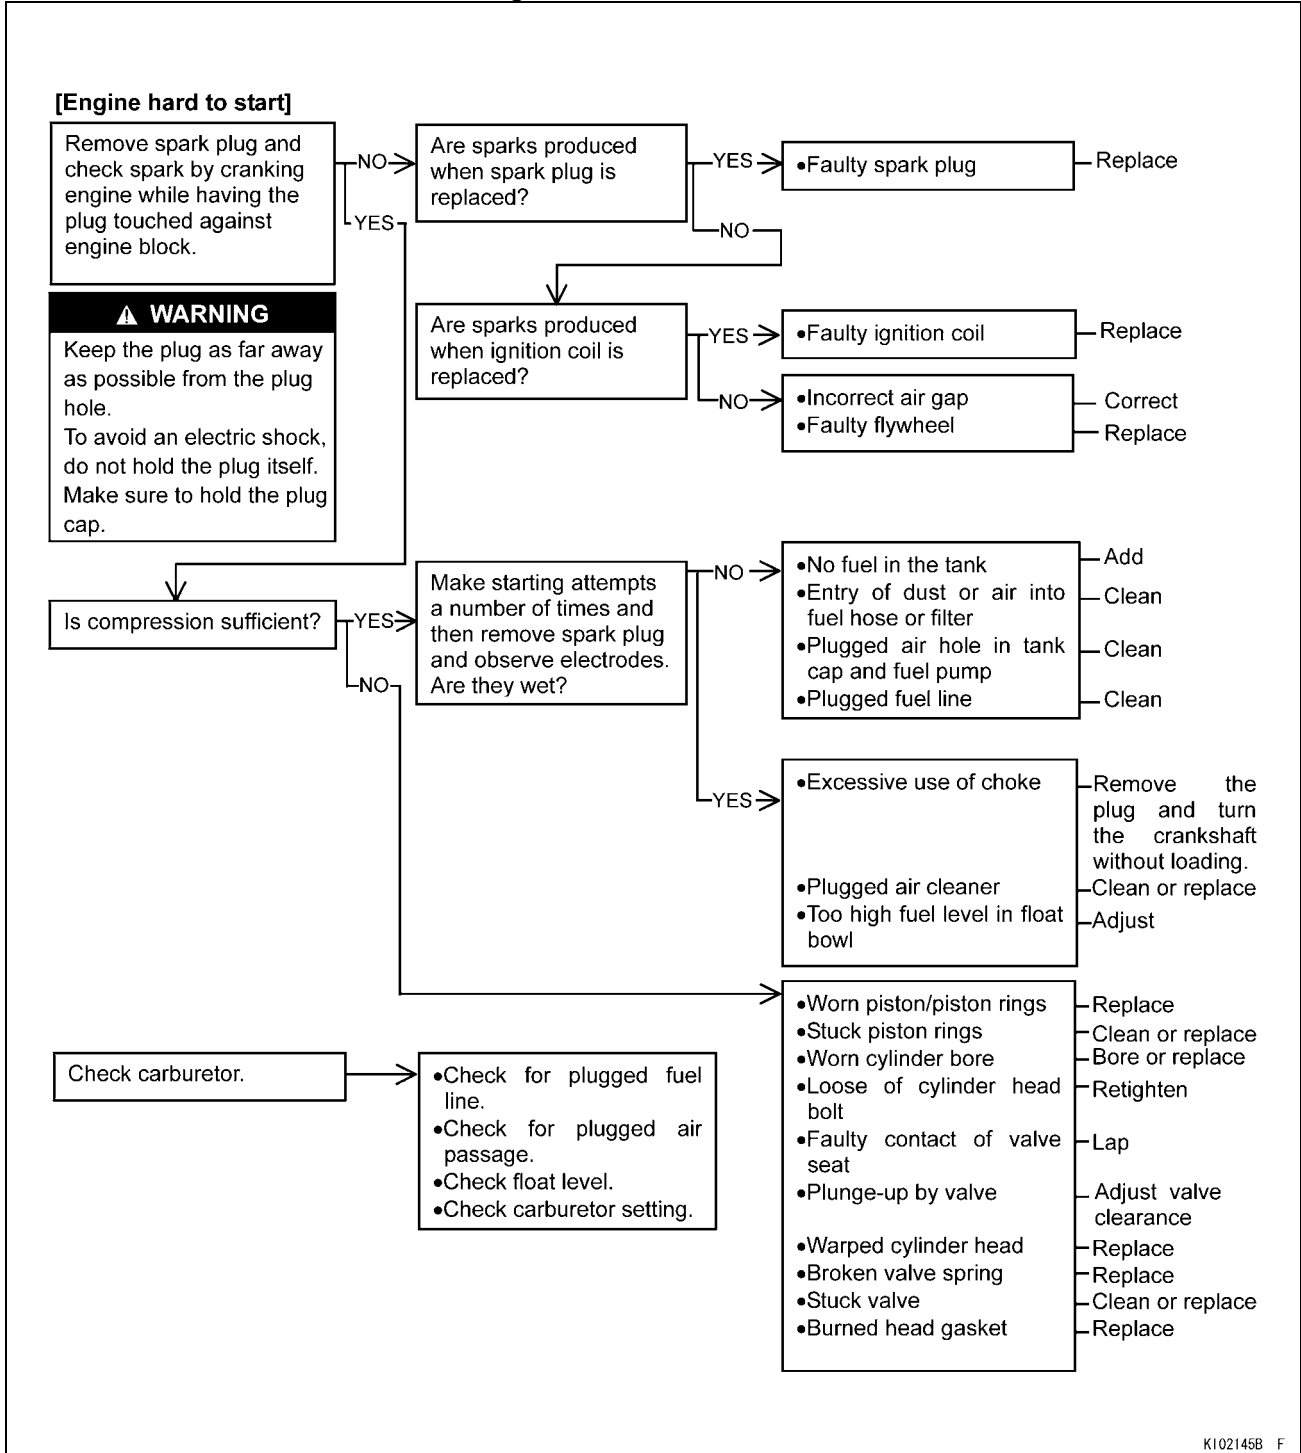 [Engine hard to start]
Remove spark plug and
check spark by cranking
engine while having the
plug touched against
engine block.
NO
YES
Are sparks produced
when spark plug is
replaced?
YES
NO
•Faulty spark plug
Replace
⚠ WARNING
Keep the plug as far away
as possible from the plug
hole.
To avoid an electric shock,
do not hold the plug itself.
Make sure to hold the plug
cap.
Are sparks produced
when ignition coil is
replaced?
YES
NO
•Faulty ignition coil
Replace
•Incorrect air gap
•Faulty flywheel
Correct
Replace
Is compression sufficient?
YES
NO
Make starting attempts
a number of times and
then remove spark plug
and observe electrodes.
Are they wet?
NO
YES
•No fuel in the tank
•Entry of dust or air into
fuel hose or filter
•Plugged air hole in tank
cap and fuel pump
•Plugged fuel line
Add
Clean
Clean
Clean
•Excessive use of choke
•Plugged air cleaner
•Too high fuel level in float
bowl
Remove the
plug and turn
the crankshaft
without loading.
Clean or replace
Adjust
•Worn piston/piston rings
•Stuck piston rings
•Worn cylinder bore
•Loose of cylinder head
bolt
•Faulty contact of valve
seat
•Plunge-up by valve
•Warped cylinder head
•Broken valve spring
•Stuck valve
•Burned head gasket
Replace
Clean or replace
Bore or replace
Retighten
Lap
Adjust valve
clearance
Replace
Replace
Clean or replace
Replace
Check carburetor.
•Check for plugged fuel
line.
•Check for plugged air
passage.
•Check float level.
•Check carburetor setting.
KI02145B F